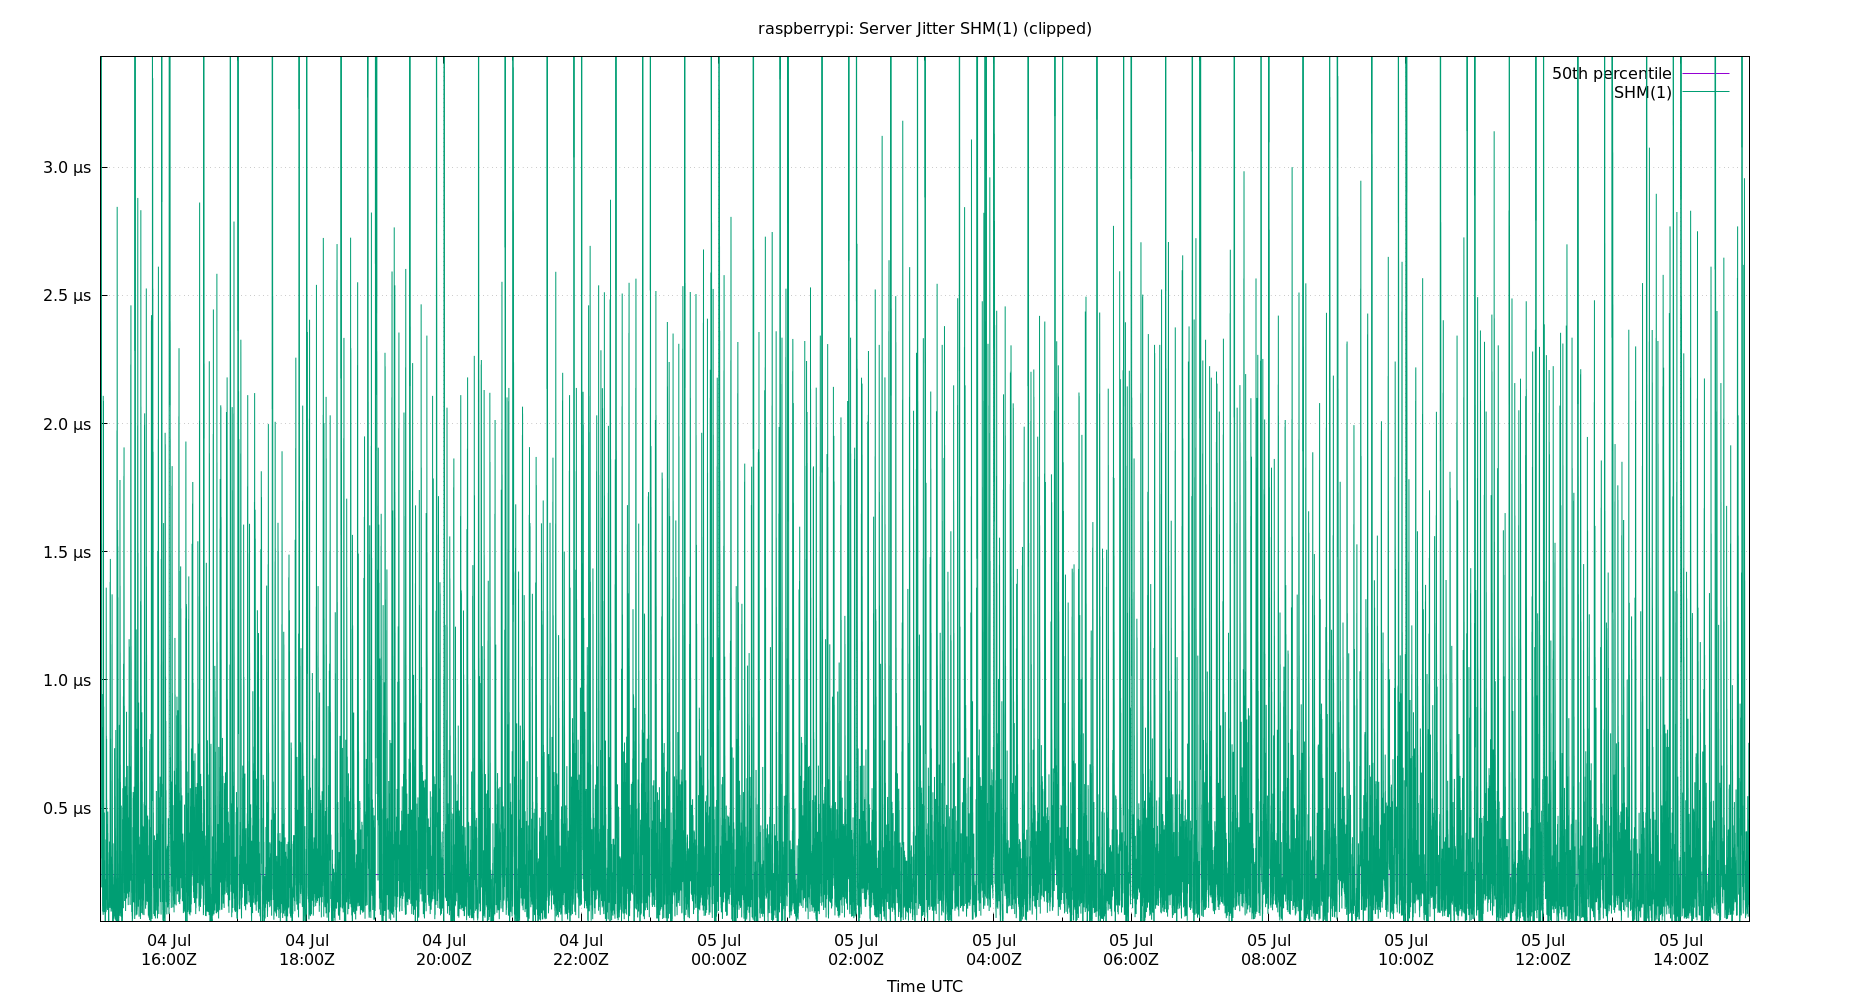 raspberrypi: Server Jitter SHM(1) (clipped)
50th percentile
SHM(1)
3.0 µs
2.5 µs
2.0 µs
1.5 µs
1.0 µs
0.5 µs
04 Jul 04 Jul 04 Jul 04 Jul 05 Jul 05 Jul 05 Jul 05 Jul 05 Jul 05 Jul 05 Jul 05 Jul
16:00Z 18:00Z 20:00Z 22:00Z 00:00Z 02:00Z 04:00Z 06:00Z 08:00Z 10:00Z 12:00Z 14:00Z
Time UTC